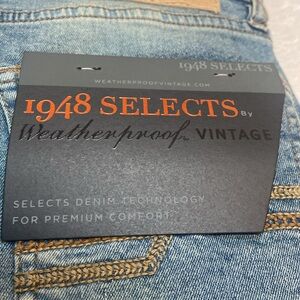 1948 SELECTS
WEATHERPROOFVINTAGE.COM
1948 SELECTS By
Weatherproof VINTAGE
SELECTS DENIM TECHNOLOGY
FOR PREMIUM COMFORT